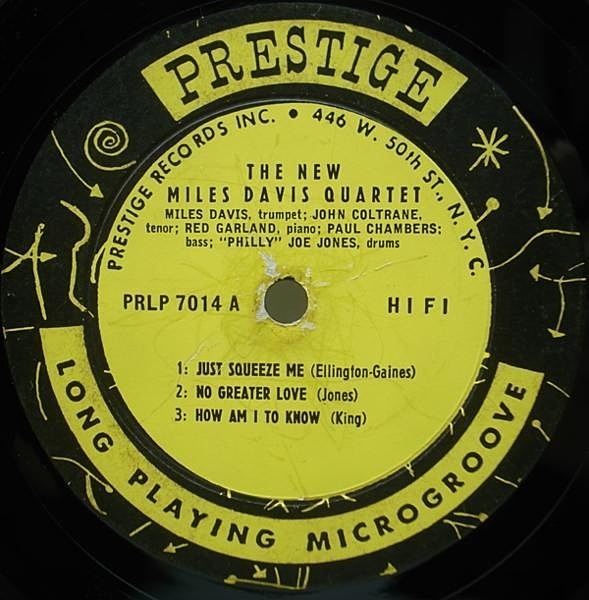 PRESTIGE
PRESTIGE RECORDS INC. • 446 W. 50th ST., N.Y.C.
THE NEW
MILES DAVIS QUARTET
MILES DAVIS, trumpet; JOHN COLTRANE,
tenor; RED GARLAND, piano; PAUL CHAMBERS;
bass; "PHILLY" JOE JONES, drums
PRLP 7014 A
HI FI
1: JUST SQUEEZE ME (Ellington-Gaines)
2: NO GREATER LOVE (Jones)
3: HOW AM I TO KNOW (King)
LONG PLAYING MICROGROOVE